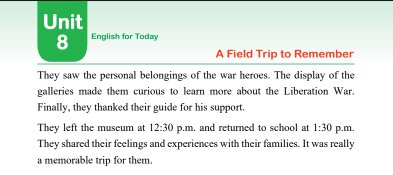 Unit
8
English for Today
A Field Trip to Remember
They saw the personal belongings of the war heroes. The display of the
galleries made them curious to learn more about the Liberation War.
Finally, they thanked their guide for his support.
They left the museum at 12:30 p.m. and returned to school at 1:30 p.m.
They shared their feelings and experiences with their families. It was really
a memorable trip for them.